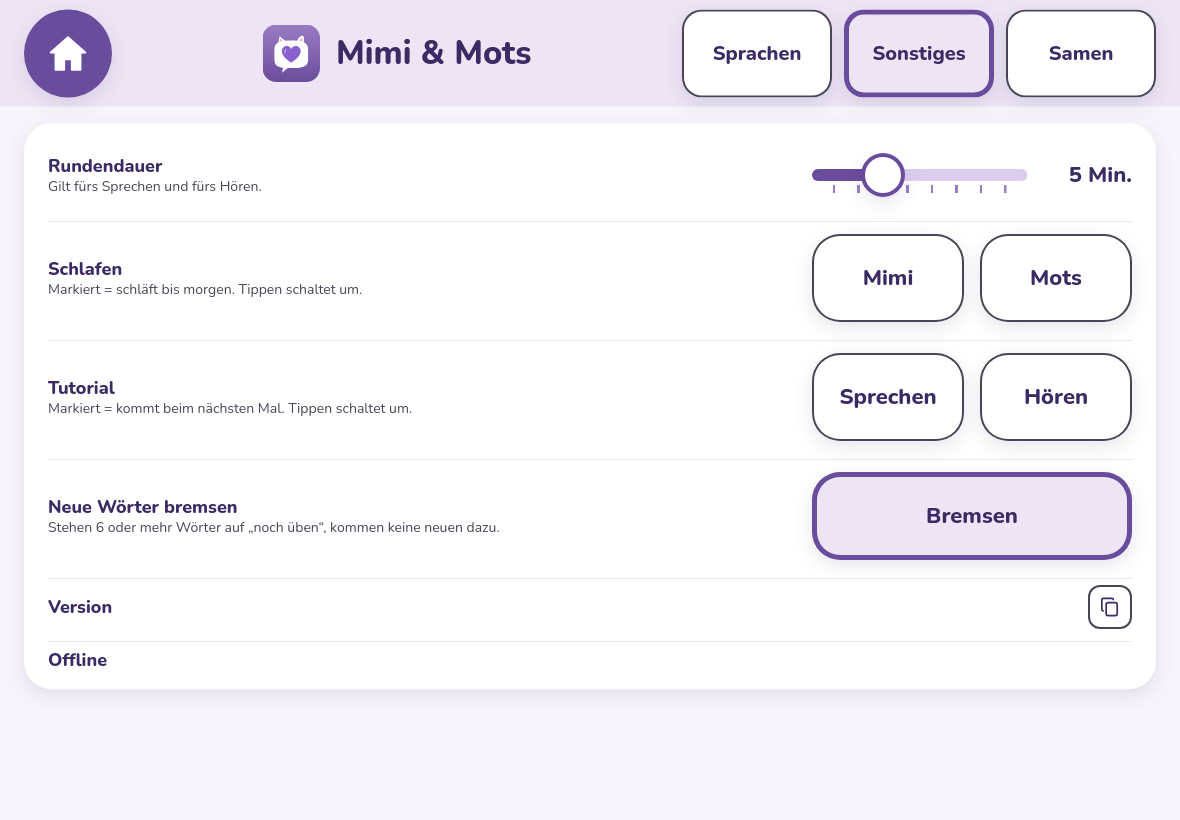 Mimi & Mots
Sprachen
Sonstiges
Samen
Rundendauer
Gilt fürs Sprechen und fürs Hören.
5 Min.
Schlafen
Markiert = schläft bis morgen. Tippen schaltet um.
Mimi
Mots
Tutorial
Markiert = kommt beim nächsten Mal. Tippen schaltet um.
Sprechen
Hören
Neue Wörter bremsen
Stehen 6 oder mehr Wörter auf „noch üben“, kommen keine neuen dazu.
Bremsen
Version
Offline